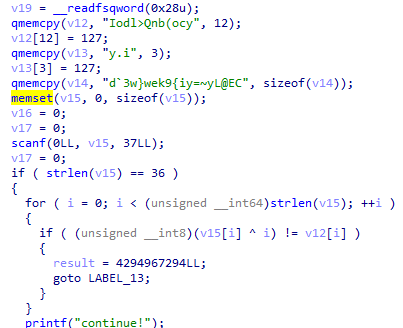 v19 = __readfsqword(0x28u);
qmemcpy(v12, "Iodl>Qnb(ocy", 12);
v12[12] = 127;
qmemcpy(v13, "y.i", 3);
v13[3] = 127;
qmemcpy(v14, "d`3w}wek9{iy=~yL@EC", sizeof(v14));
memset(v15, 0, sizeof(v15));
v16 = 0;
v17 = 0;
scanf(0LL, v15, 37LL);
v17 = 0;
if ( strlen(v15) == 36 )
{
for ( i = 0; i < (unsigned __int64)strlen(v15); ++i )
{
if ( (unsigned __int8)(v15[i] ^ i) != v12[i] )
{
result = 4294967294LL;
goto LABEL_13;
}
}
printf("continue!");